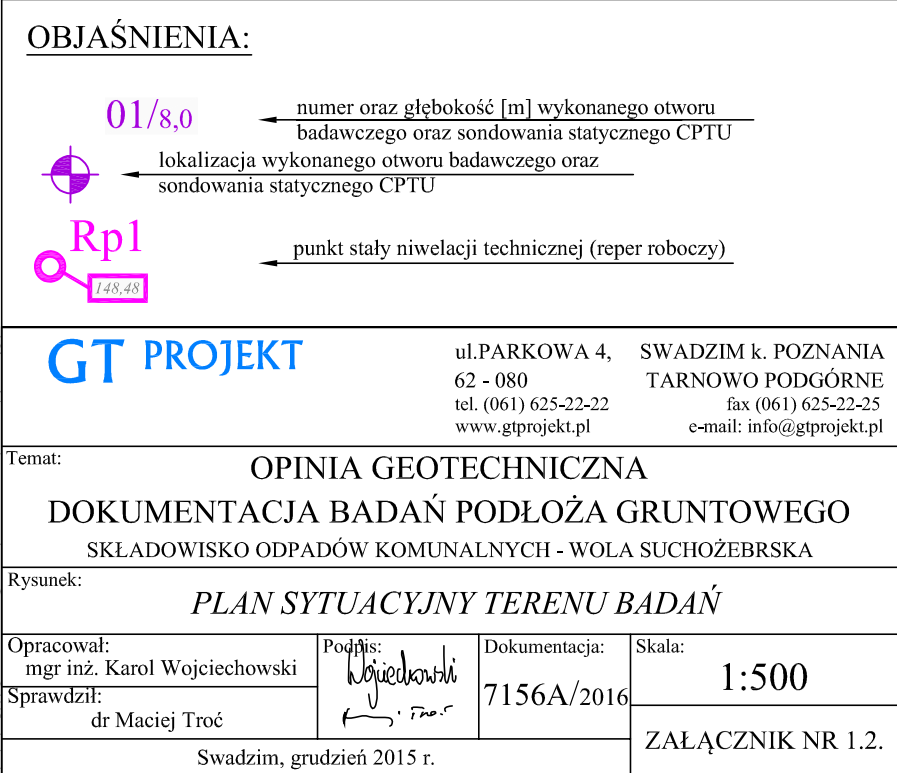 OBJAŚNIENIA:
01/8,0
numer oraz głębokość [m] wykonanego otworu
badawczego oraz sondowania statycznego CPTU
lokalizacja wykonanego otworu badawczego oraz
sondowania statycznego CPTU
Rp1
148,48
punkt stały niwelacji technicznej (reper roboczy)
GT PROJEKT
ul.PARKOWA 4, SWADZIM k. POZNANIA
62 - 080 TARNOWO PODGÓRNE
tel. (061) 625-22-22 fax (061) 625-22-25
www.gtprojekt.pl e-mail: info@gtprojekt.pl
Temat:
OPINIA GEOTECHNICZNA
DOKUMENTACJA BADAŃ PODŁOŻA GRUNTOWEGO
SKŁADOWISKO ODPADÓW KOMUNALNYCH - WOLA SUCHOŻEBRSKA
Rysunek:
PLAN SYTUACYJNY TERENU BADAŃ
Opracował:
mgr inż. Karol Wojciechowski
Sprawdził:
dr Maciej Troć
Podpis:
Wojciechowski
Troć
Dokumentacja:
7156A/2016
Skala:
1:500
Swadzim, grudzień 2015 r.
ZAŁĄCZNIK NR 1.2.